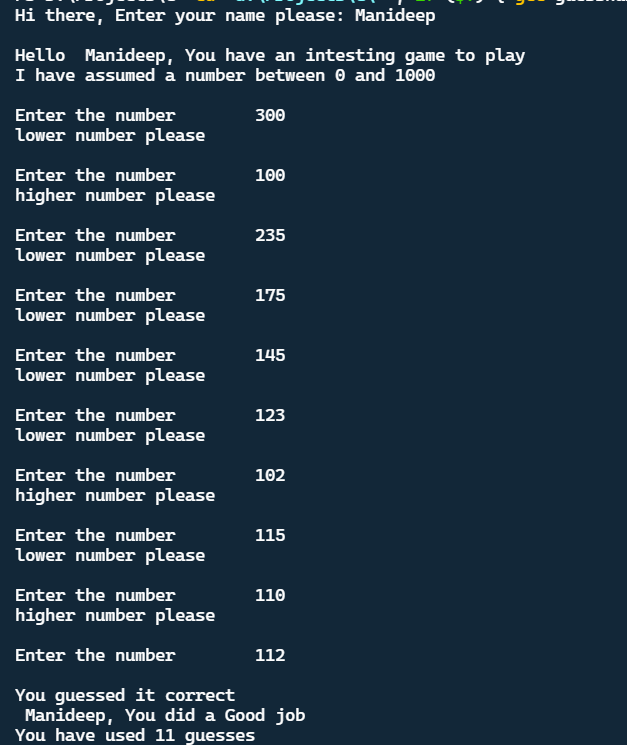 Hi there, Enter your name please: Manideep
Hello  Manideep, You have an intesting game to play
I have assumed a number between 0 and 1000
Enter the number        300
lower number please
Enter the number        100
higher number please
Enter the number        235
lower number please
Enter the number        175
lower number please
Enter the number        145
lower number please
Enter the number        123
lower number please
Enter the number        102
higher number please
Enter the number        115
lower number please
Enter the number        110
higher number please
Enter the number        112
You guessed it correct
 Manideep, You did a Good job
You have used 11 guesses